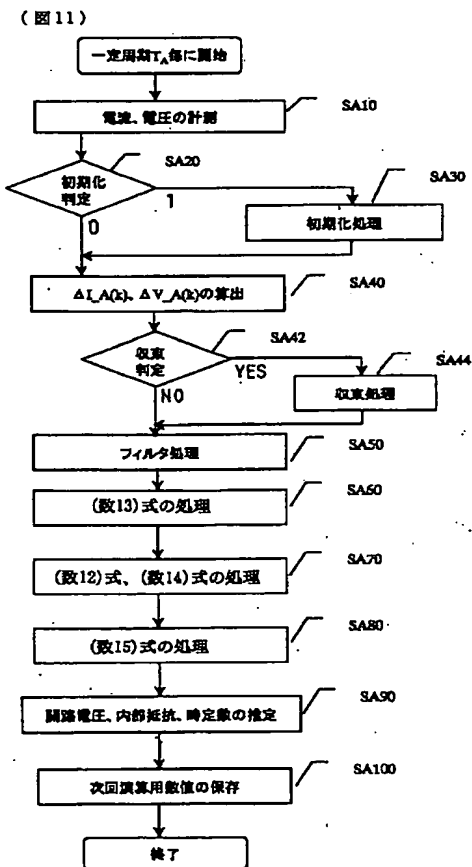 (図11)
一定周期T_A毎に開始
電流、電圧の計測
SA10
初期化
判定
SA20
1
0
初期化処理
SA30
ΔI_A(k)、ΔV_A(k)の算出
SA40
収束
判定
SA42
YES
NO
収束処理
SA44
フィルタ処理
SA50
(数13)式の処理
SA60
(数12)式、(数14)式の処理
SA70
(数15)式の処理
SA80
開路電圧、内部抵抗、時定数の推定
SA90
次回演算用数値の保存
SA100
終了